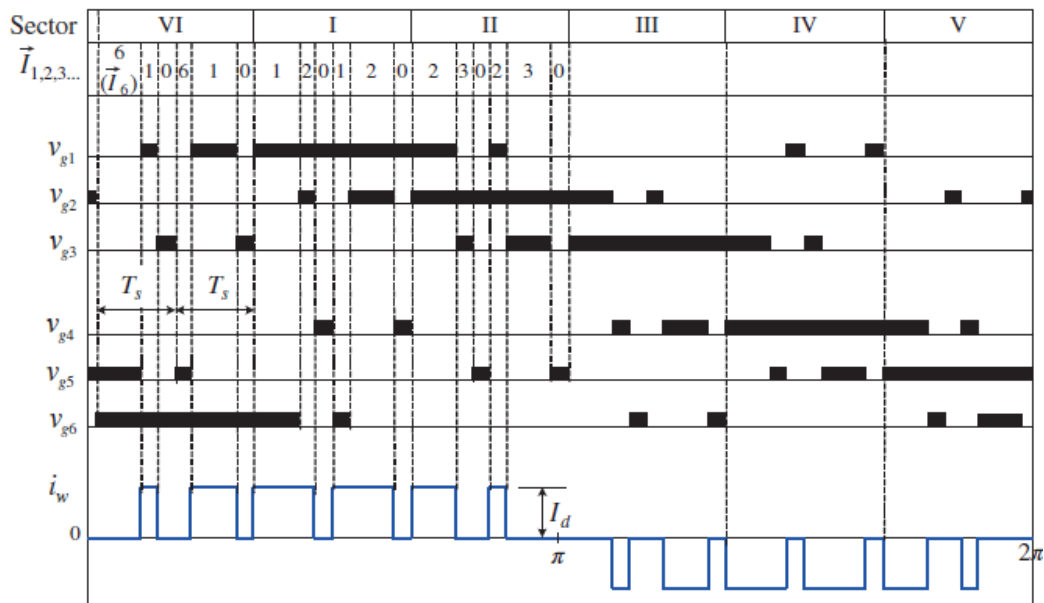 Sector VI I II III IV V
6
I⃗1,2,3... (I⃗6) 1 0 6 1 0 1 2 0 1 2 0 2 3 0 2 3 0
vg1
vg2
vg3
Ts Ts
vg4
vg5
vg6
iw
Id
0
π 2π